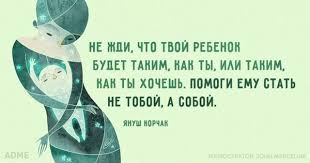 НЕ ЖДИ, ЧТО ТВОЙ РЕБЕНОК
БУДЕТ ТАКИМ, КАК ТЫ, ИЛИ ТАКИМ,
КАК ТЫ ХОЧЕШЬ. ПОМОГИ ЕМУ СТАТЬ
НЕ ТОБОЙ, А СОБОЙ.
ЯНУШ КОРЧАК
ADME